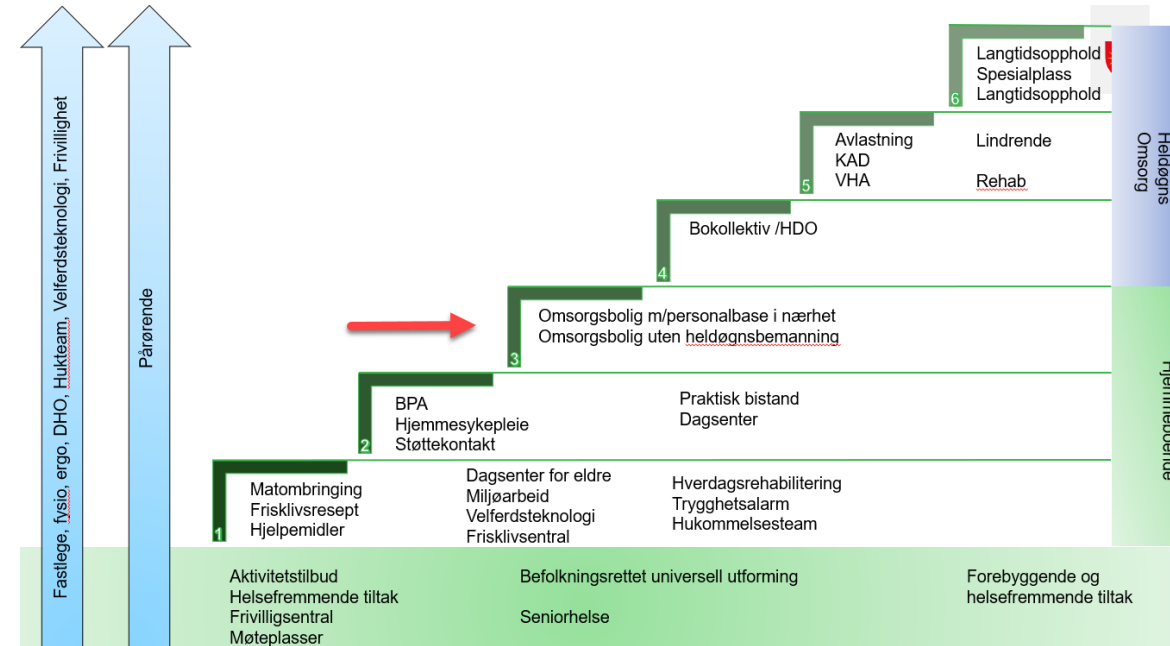 Fastlege, fysio, ergo, DHO, Hukteam, Velferdsteknologi, Frivillighet
Pårørende
6
Langtidsopphold
Spesialplass
Langtidsopphold
5
Avlastning
KAD
VHA
Lindrende
Rehab
Heldøgns
Omsorg
4
Bokollektiv /HDO
3
Omsorgsbolig m/personalbase i nærhet
Omsorgsbolig uten heldøgnsbemanning
2
BPA
Hjemmesykepleie
Støttekontakt
Praktisk bistand
Dagsenter
Hjemmeboende
1
Matombringing
Frisklivsresept
Hjelpemidler
Dagsenter for eldre
Miljøarbeid
Velferdsteknologi
Frisklivsentral
Hverdagsrehabilitering
Trygghetsalarm
Hukommelsesteam
Aktivitetstilbud
Helsefremmende tiltak
Frivilligsentral
Møteplasser
Befolkningsrettet universell utforming
Seniorhelse
Forebyggende og
helsefremmende tiltak